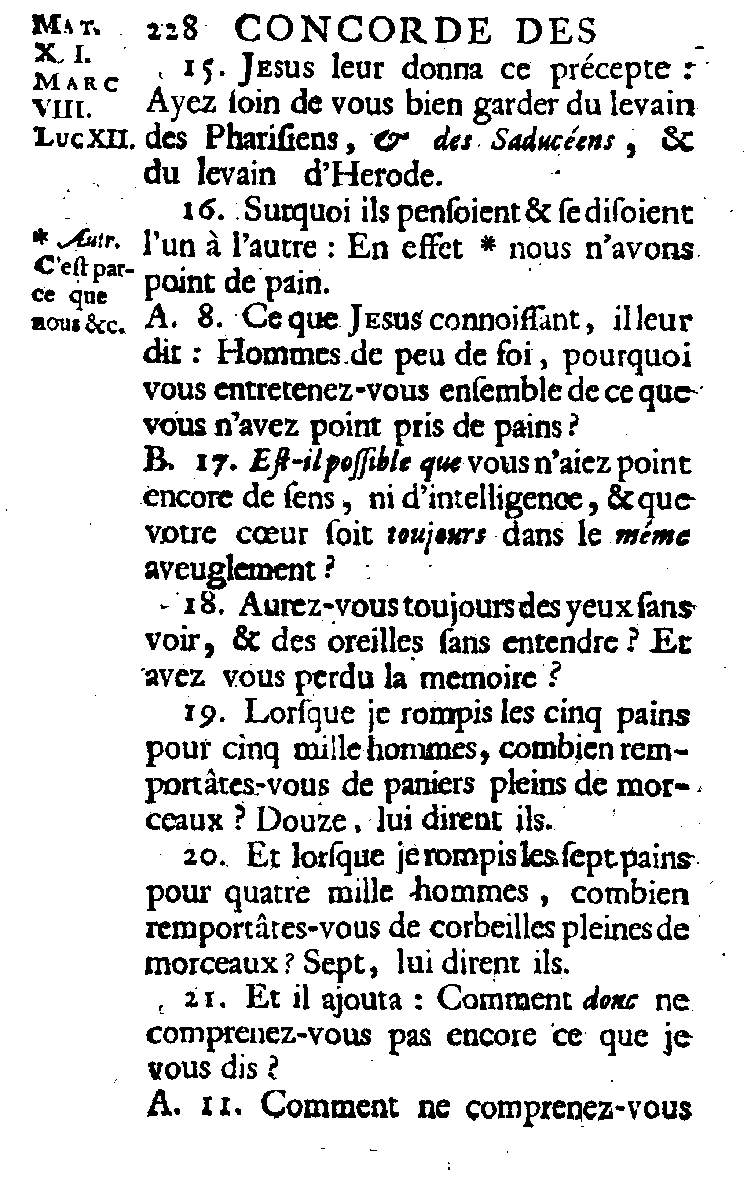 228 CONCORDE DES
MAT.
X. I.
MARC
VIII.
LUC XII.
15. JESUS leur donna ce précepte :
Ayez ſoin de vous bien garder du levain
des Phariſiens, & des Saducéens, &
du levain d'Herode.
16. Surquoi ils penſoient & ſe diſoient
l'un à l'autre : En effet * nous n'avons
point de pain.
* Autr.
C'eſt par-
ce que
nous &c.
A. 8. Ce que JESUS connoiſſant, il leur
dit : Hommes de peu de foi, pourquoi
vous entretenez-vous enſemble de ce que
vous n'avez point pris de pains ?
B. 17. Eſt-il poſſible que vous n'aiez point
encore de ſens, ni d'intelligence, & que
votre cœur ſoit toujours dans le même
aveuglement ?
18. Aurez-vous toujours des yeux ſans
voir, & des oreilles ſans entendre ? Et
avez vous perdu la memoire ?
19. Lorſque je rompis les cinq pains
pour cinq mille hommes, combien rem-
portâtes-vous de paniers pleins de mor-
ceaux ? Douze, lui dirent ils.
20. Et lorſque je rompis les ſept pains
pour quatre mille hommes, combien
remportâtes-vous de corbeilles pleines de
morceaux ? Sept, lui dirent ils.
21. Et il ajouta : Comment donc ne
comprenez-vous pas encore ce que je
vous dis ?
A. 11. Comment ne comprenez-vous